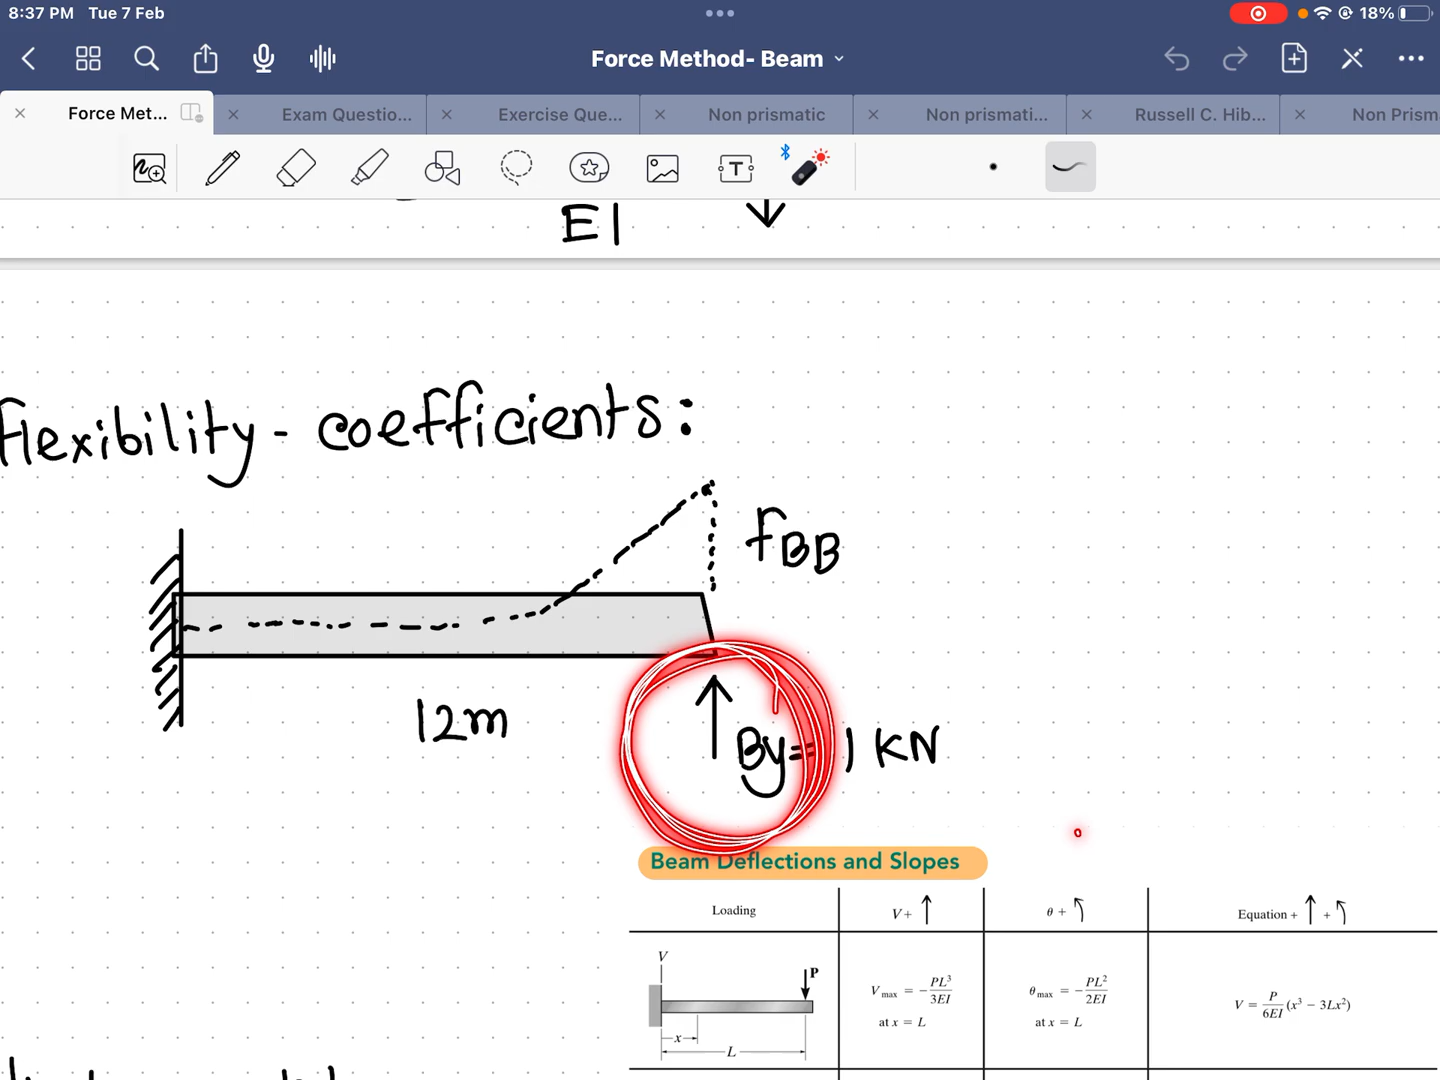 8:37 PM Tue 7 Feb
18%
Force Method- Beam
Force Met...
Exam Questio...
Exercise Que...
Non prismatic
Non prismati...
Russell C. Hib...
Non Prism
T
EI
flexibility - coefficients:
fBB
12m
By = 1 KN
Beam Deflections and Slopes
Loading
V + ↑
θ + ↰
Equation + ↑ + ↰
V
P
x
L
Vmax = - PL³/3EI
at x = L
θmax = - PL²/2EI
at x = L
V = P/6EI (x³ − 3Lx²)